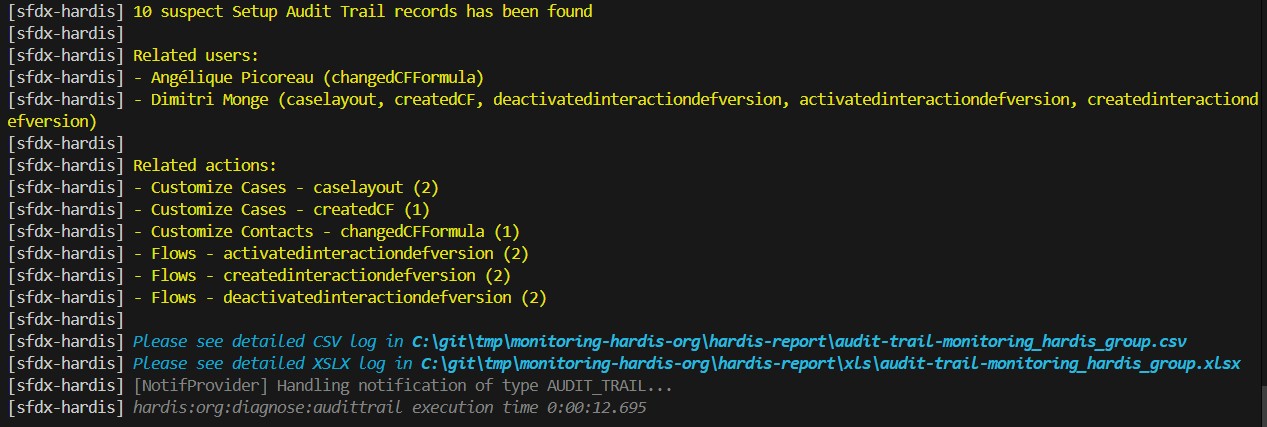 [sfdx-hardis] 10 suspect Setup Audit Trail records has been found
[sfdx-hardis]
[sfdx-hardis] Related users:
[sfdx-hardis] - Angélique Picoreau (changedCFFormula)
[sfdx-hardis] - Dimitri Monge (caselayout, createdCF, deactivatedinteractiondefversion, activatedinteractiondefversion, createdinteractiond
efversion)
[sfdx-hardis]
[sfdx-hardis] Related actions:
[sfdx-hardis] - Customize Cases - caselayout (2)
[sfdx-hardis] - Customize Cases - createdCF (1)
[sfdx-hardis] - Customize Contacts - changedCFFormula (1)
[sfdx-hardis] - Flows - activatedinteractiondefversion (2)
[sfdx-hardis] - Flows - createdinteractiondefversion (2)
[sfdx-hardis] - Flows - deactivatedinteractiondefversion (2)
[sfdx-hardis]
[sfdx-hardis] Please see detailed CSV log in C:\git\tmp\monitoring-hardis-org\hardis-report\audit-trail-monitoring_hardis_group.csv
[sfdx-hardis] Please see detailed XSLX log in C:\git\tmp\monitoring-hardis-org\hardis-report\xls\audit-trail-monitoring_hardis_group.xlsx
[sfdx-hardis] [NotifProvider] Handling notification of type AUDIT_TRAIL...
[sfdx-hardis] hardis:org:diagnose:audittrail execution time 0:00:12.695